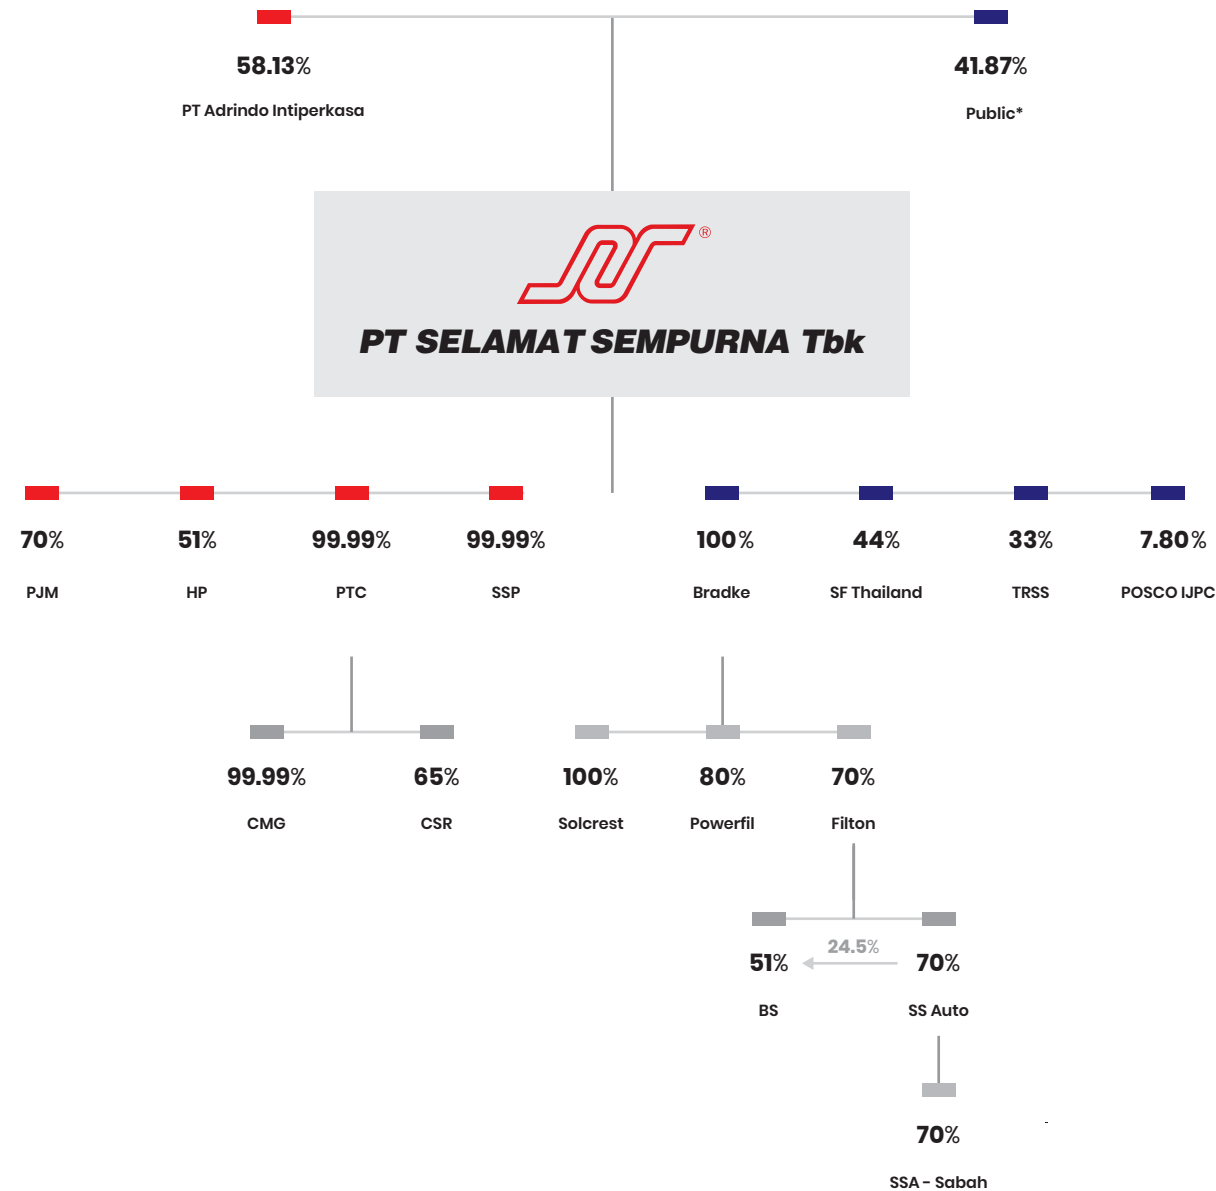 58.13% 41.87%
PT Adrindo Intiperkasa Public*
®
PT SELAMAT SEMPURNA Tbk
70% 51% 99.99% 99.99% 100% 44% 33% 7.80%
PJM HP PTC SSP Bradke SF Thailand TRSS POSCO IJPC
99.99% 65% 100% 80% 70%
CMG CSR Solcrest Powerfil Filton
24.5%
51% 70%
BS SS Auto
70%
SSA - Sabah